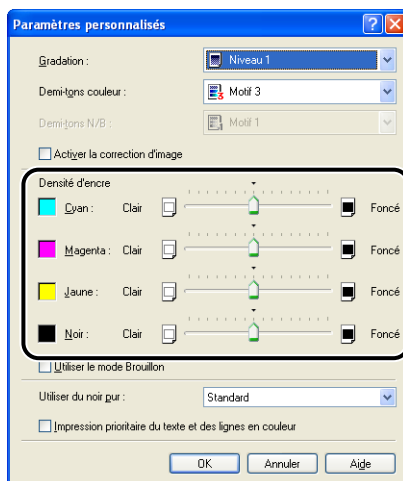 Paramètres personnalisés
Gradation : Niveau 1
Demi-tons couleur : Motif 3
Demi-tons N/B : Motif 1
Activer la correction d'image
Densité d'encre
Cyan : Clair Foncé
Magenta : Clair Foncé
Jaune : Clair Foncé
Noir : Clair Foncé
Utiliser le mode Brouillon
Utiliser du noir pur : Standard
Impression prioritaire du texte et des lignes en couleur
OK Annuler Aide